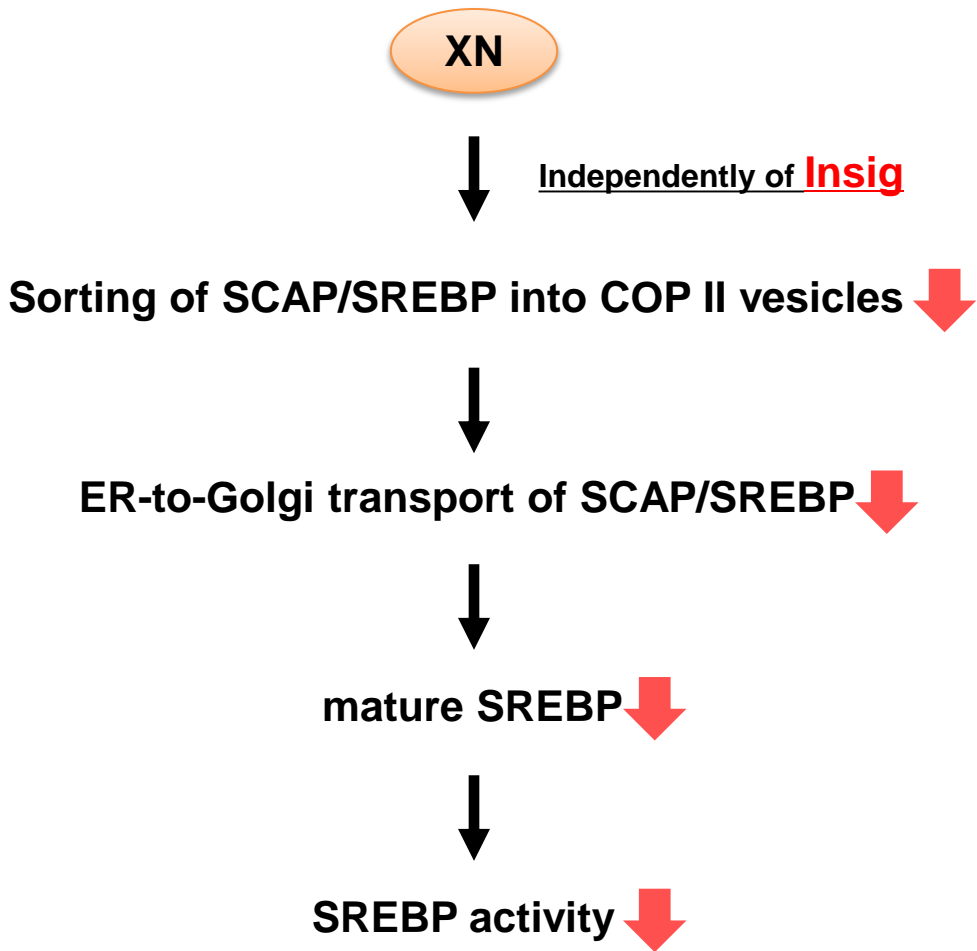 XN
Independently of Insig
Sorting of SCAP/SREBP into COP II vesicles
ER-to-Golgi transport of SCAP/SREBP
mature SREBP
SREBP activity